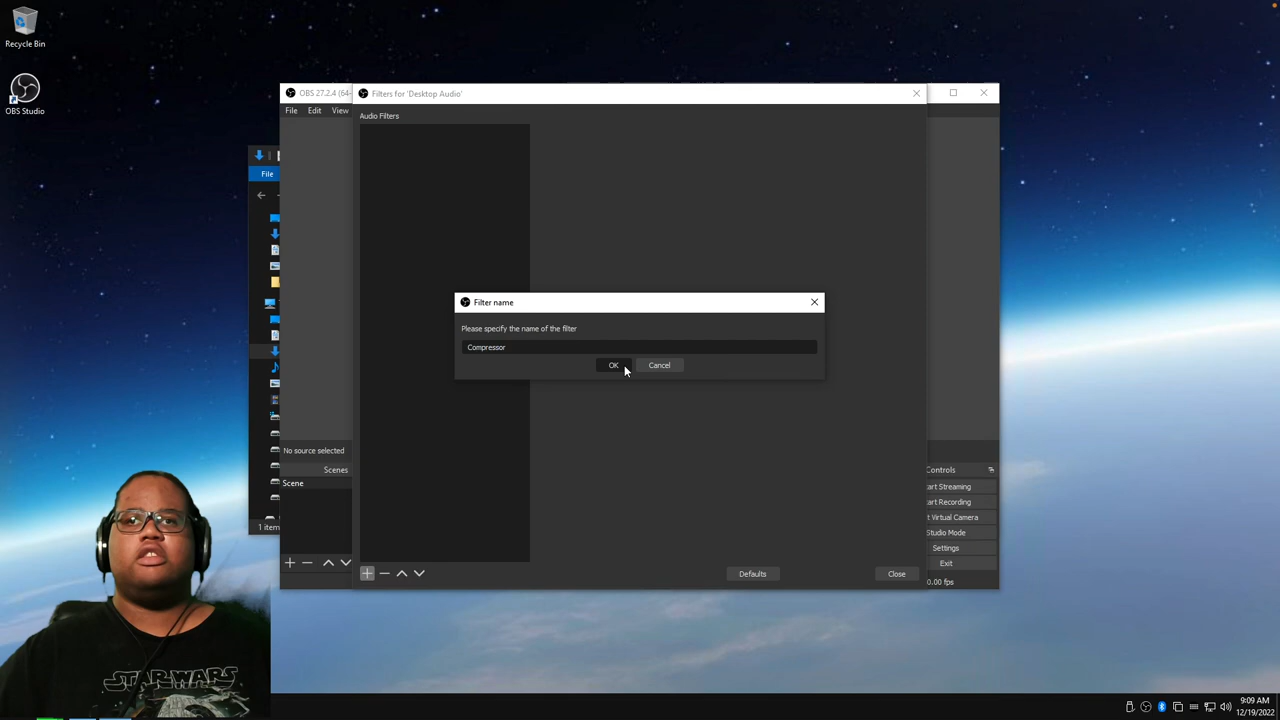 Recycle Bin
OBS Studio
OBS 27.2.4 (64-
Filters for 'Desktop Audio'
File
Edit
View
Audio Filters
File
Filter name
Please specify the name of the filter
Compressor
OK
Cancel
No source selected
Scenes
Scene
1 item
Controls
art Streaming
art Recording
t Virtual Camera
Studio Mode
Settings
Exit
0.00 fps
Defaults
Close
STAR WARS
9:09 AM
12/19/2022